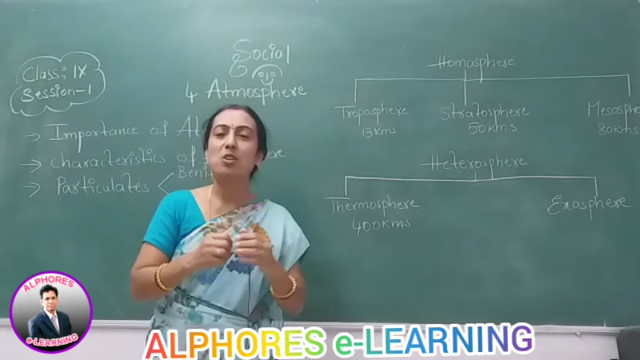 Class: IX
Session-1
Social
4 Atmosphere
→ Importance of
→ Characteristics of
→ Particulates
Homosphere
Troposphere
13kms
Stratosphere
50kms
80kms
Heterosphere
Thermosphere
400kms
Exosphere
ALPHORES
e-LEARNING
ALPHORES e-LEARNING